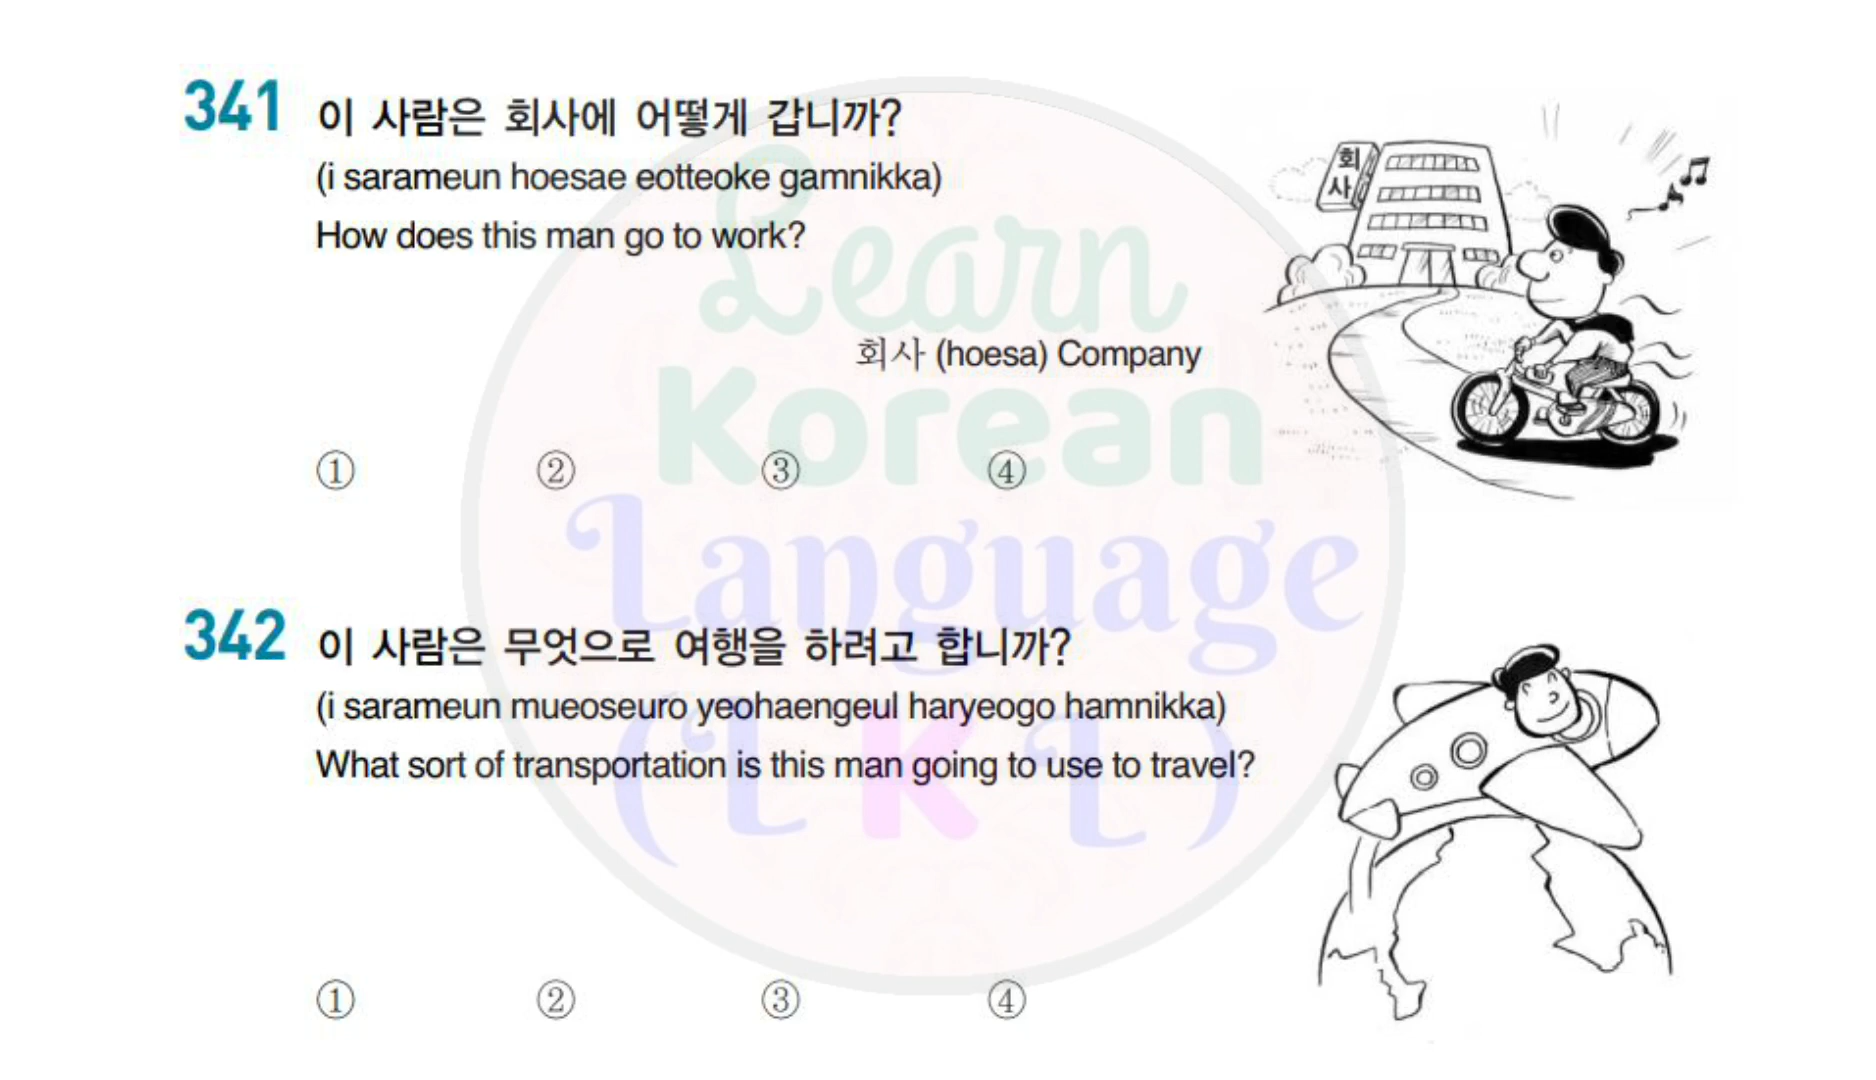 341 이 사람은 회사에 어떻게 갑니까?
(i sarameun hoesae eotteoke gamnikka)
How does this man go to work?
회사
회사 (hoesa) Company
① ② ③ ④
342 이 사람은 무엇으로 여행을 하려고 합니까?
(i sarameun mueoseuro yeohaengeul haryeogo hamnikka)
What sort of transportation is this man going to use to travel?
① ② ③ ④
Learn
Korean
Language
(LKL)